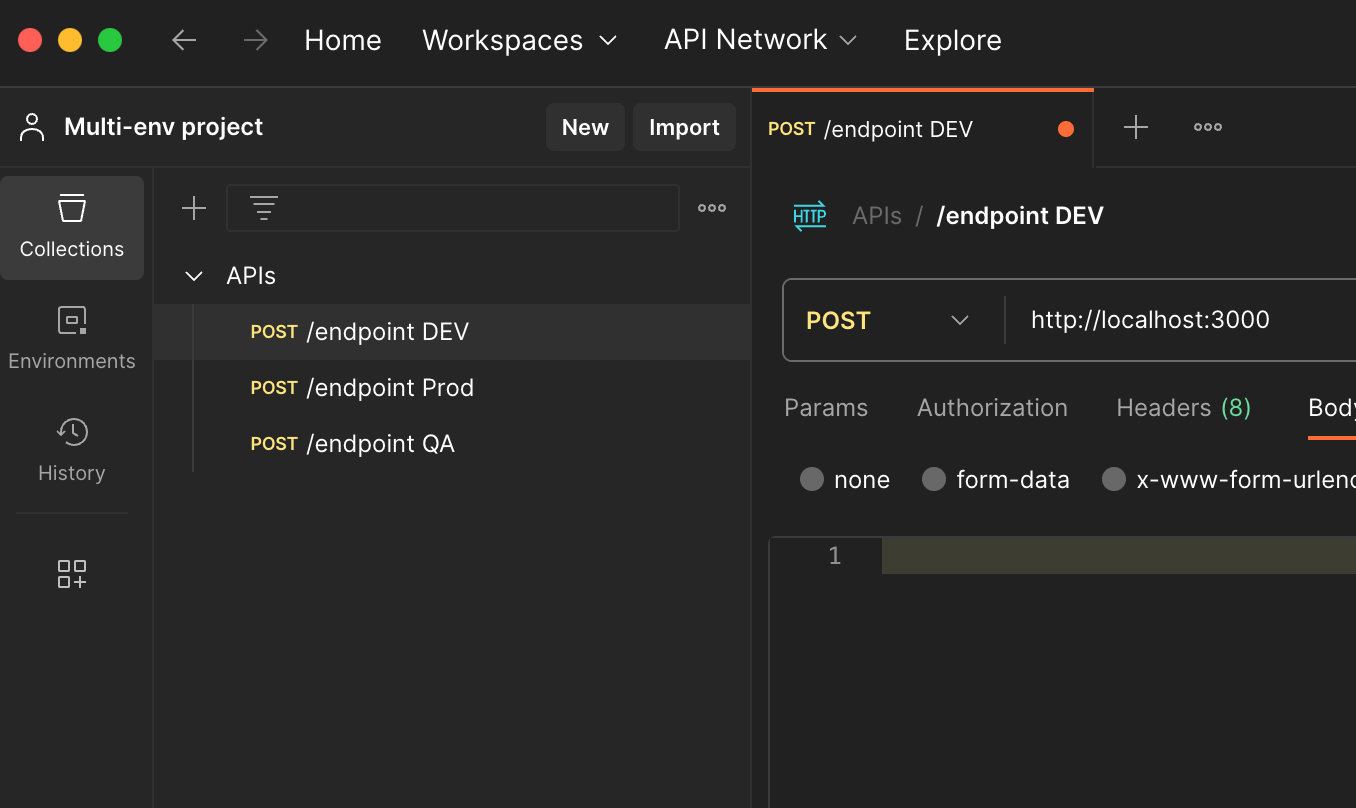 Home Workspaces API Network Explore
Multi-env project New Import
POST /endpoint DEV
Collections
Environments
History
APIs
POST /endpoint DEV
POST /endpoint Prod
POST /endpoint QA
HTTP APIs / /endpoint DEV
POST http://localhost:3000
Params Authorization Headers (8) Body
none form-data x-www-form-urlenc
1